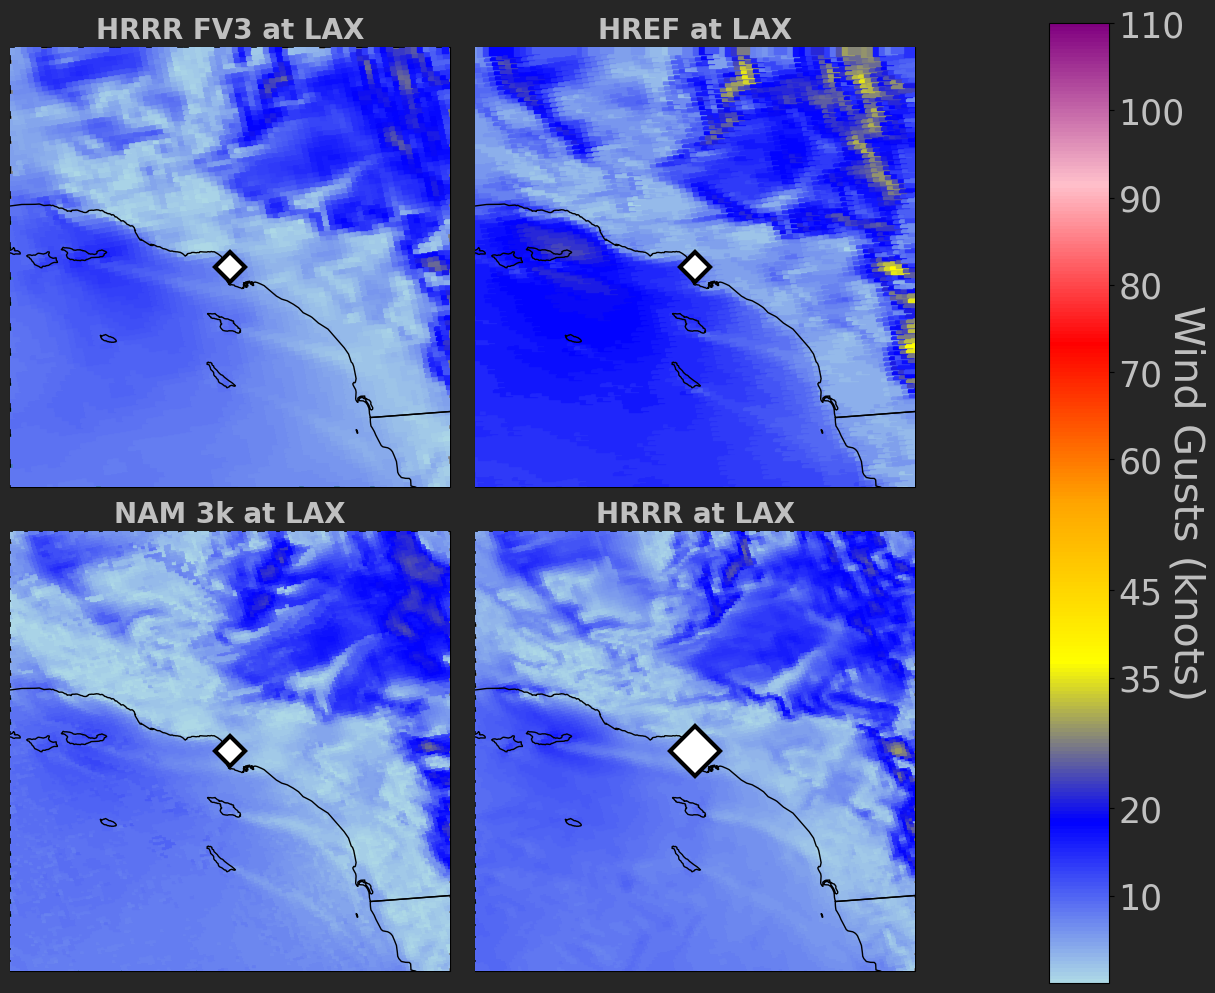 HRRR FV3 at LAX
HREF at LAX
NAM 3k at LAX
HRRR at LAX
110
100
90
80
70
60
45
35
20
10
Wind Gusts (knots)